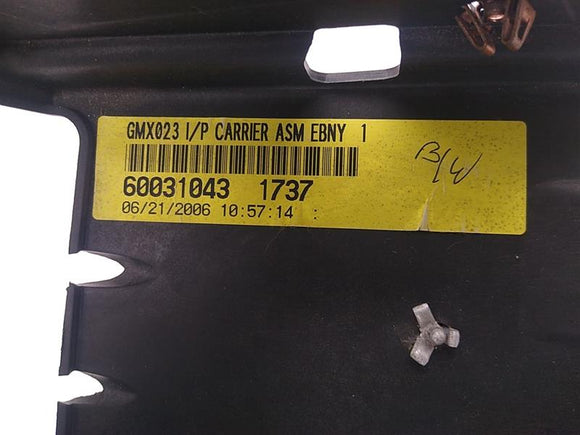 GMX023 I/P CARRIER ASM EBNY 1
60031043 1737
06/21/2006 10:57:14 :
B/W